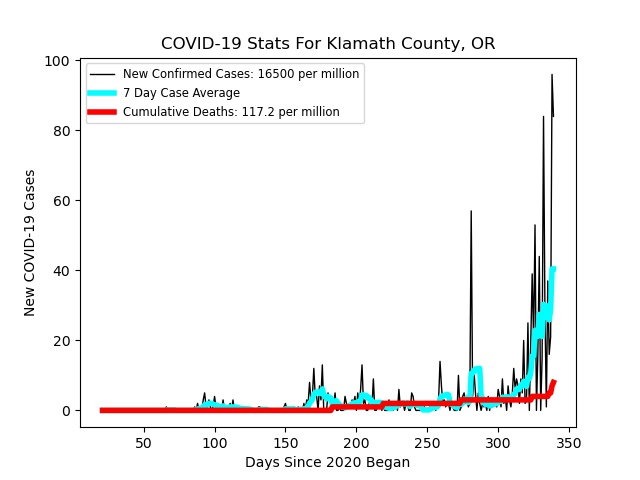 COVID-19 Stats For Klamath County, OR
New Confirmed Cases: 16500 per million
7 Day Case Average
Cumulative Deaths: 117.2 per million
New COVID-19 Cases
100
80
60
40
20
0
50
100
150
200
250
300
350
Days Since 2020 Began